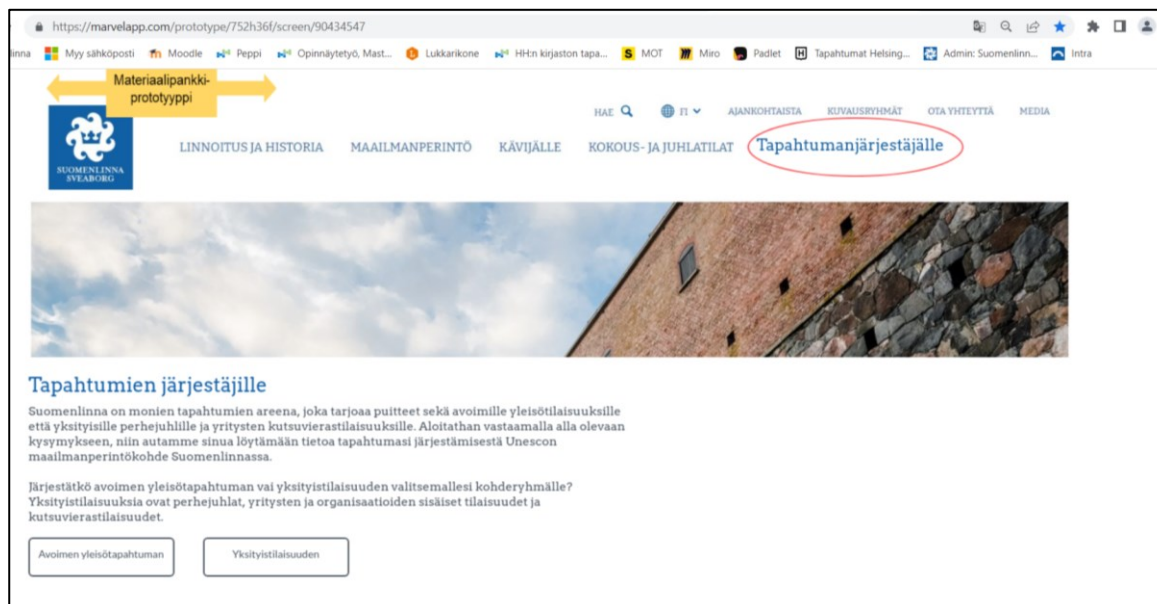 https://marvelapp.com/prototype/752h36f/screen/90434547
linna Myy sähköposti Moodle Peppi Opinnäytetyö, Mast... Lukkarikone HH:n kirjaston tapa... MOT Miro Padlet Tapahtumat Helsing... Admin: Suomenlinn... Intra
Materiaalipankki-
prototyyppi
HAE FI AJANKOHTAISTA KUVAUSRYHMÄT OTA YHTEYTTÄ MEDIA
SUOMENLINNA
SVEABORG
LINNOITUS JA HISTORIA MAAILMANPERINTÖ KÄVIJÄLLE KOKOUS- JA JUHLATILAT Tapahtumanjärjestäjälle
Tapahtumien järjestäjille
Suomenlinna on monien tapahtumien areena, joka tarjoaa puitteet sekä avoimille yleisötilaisuuksille
että yksityisille perhejuhlille ja yritysten kutsuvierastilaisuuksille. Aloitathan vastaamalla alla olevaan
kysymykseen, niin autamme sinua löytämään tietoa tapahtumasi järjestämisestä Unescon
maailmanperintökohde Suomenlinnassa.
Järjestätkö avoimen yleisötapahtuman vai yksityistilaisuuden valitsemallesi kohderyhmälle?
Yksityistilaisuuksia ovat perhejuhlat, yritysten ja organisaatioiden sisäiset tilaisuudet ja
kutsuvierastilaisuudet.
Avoimen yleisötapahtuman Yksityistilaisuuden